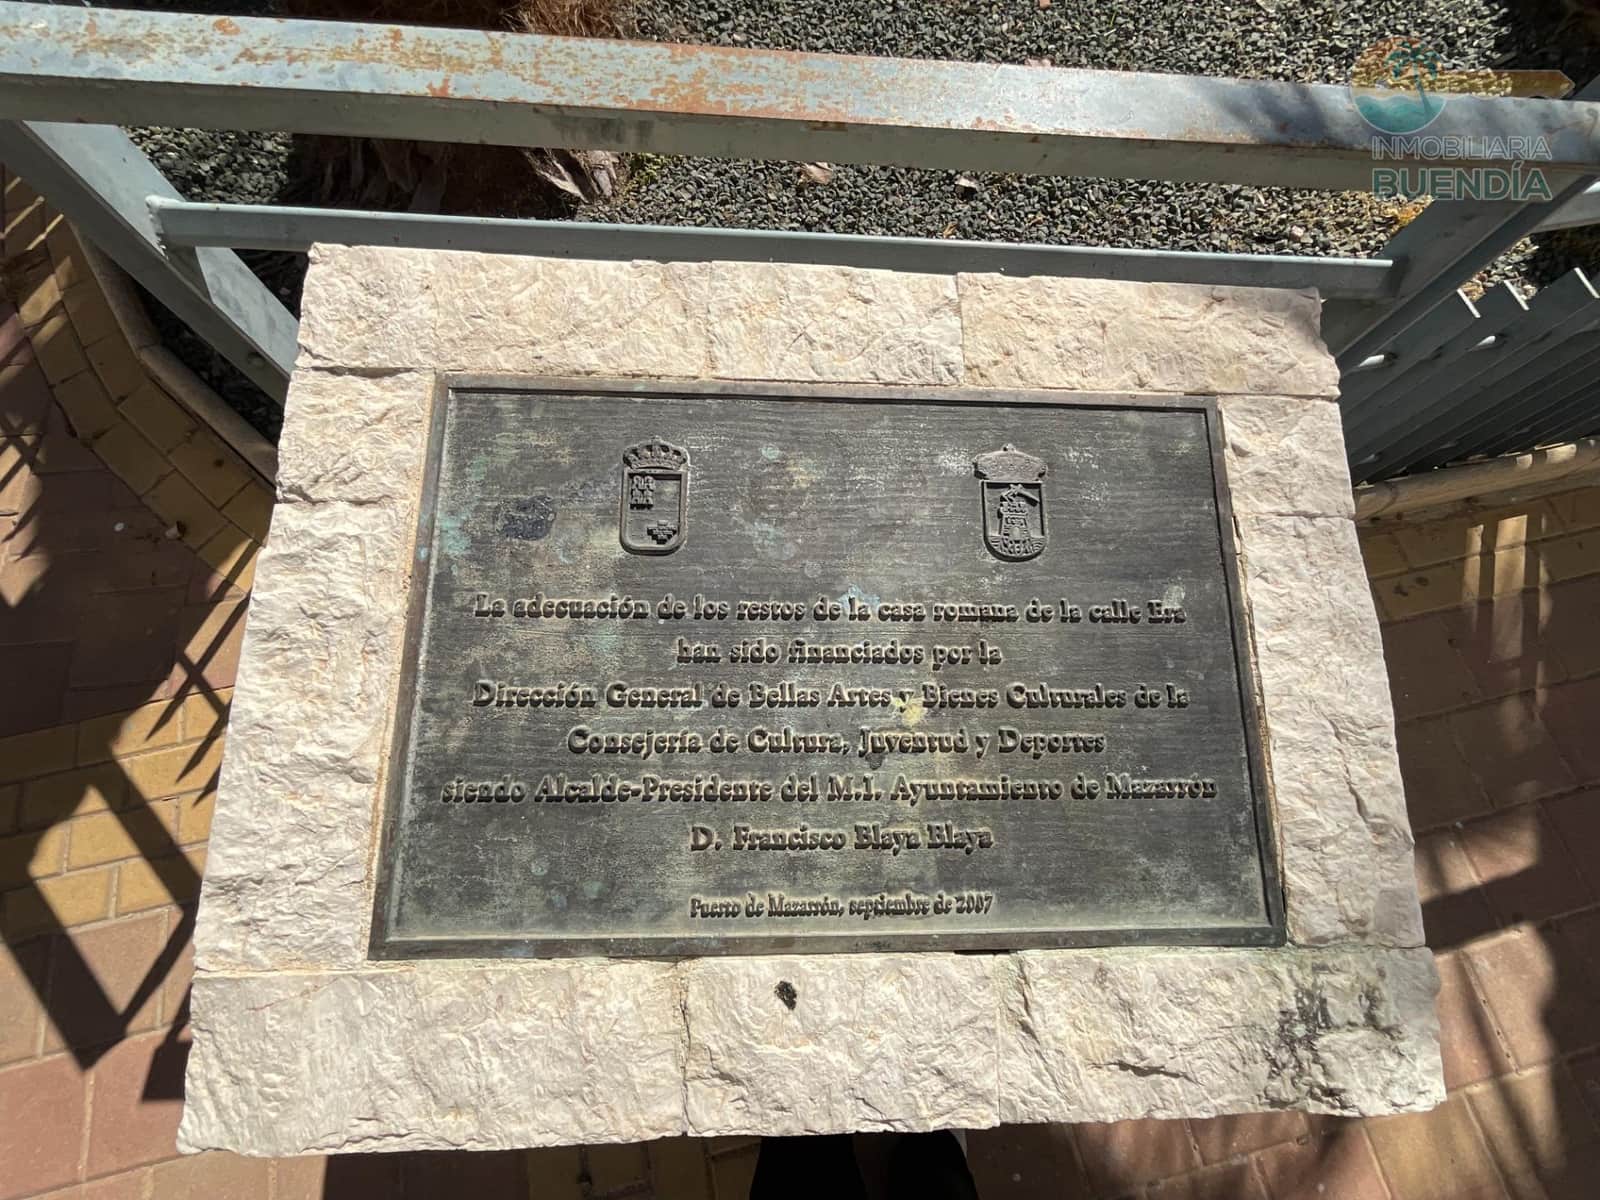 INMOBILIARIA
BUENDÍA
La adecuación de los restos de la casa romana de la calle Era
han sido financiados por la
Dirección General de Bellas Artes y Bienes Culturales de la
Consejería de Cultura, Juventud y Deportes
siendo Alcalde-Presidente del M.I. Ayuntamiento de Mazarrón
D. Francisco Blaya Blaya
Puerto de Mazarrón, septiembre de 2007